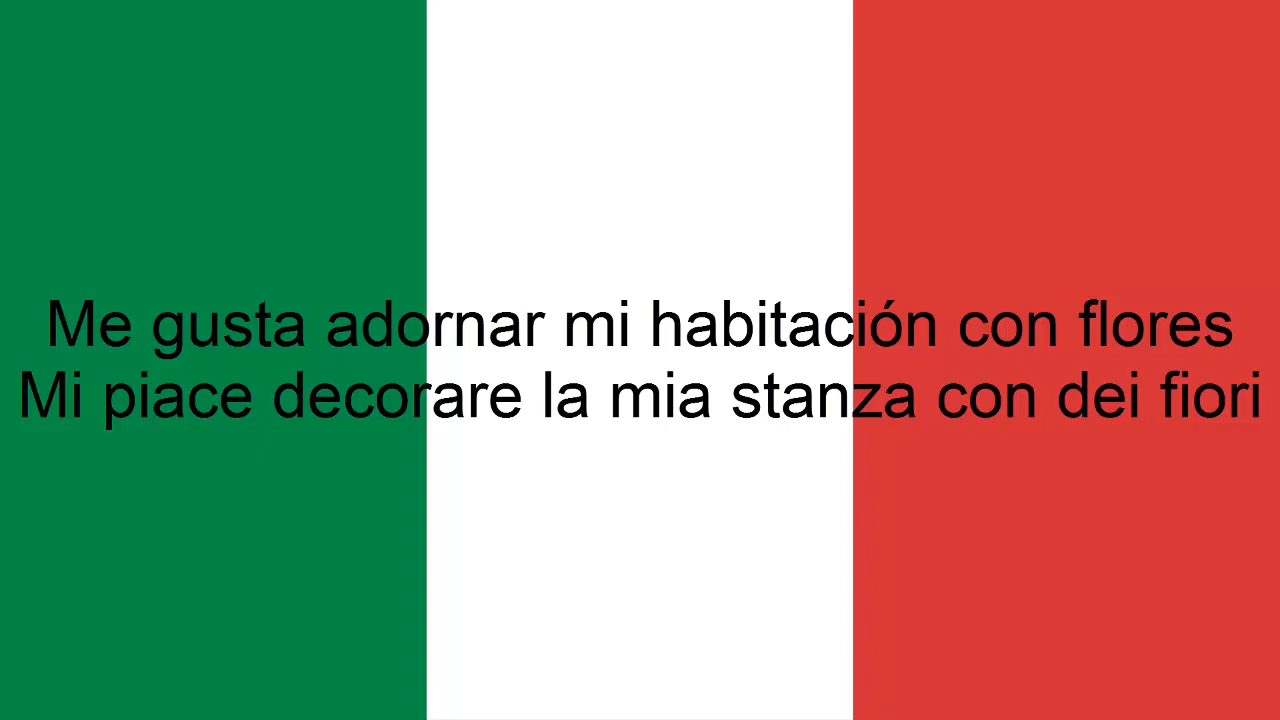 Me gusta adornar mi habitación con flores
Mi piace decorare la mia stanza con dei fiori